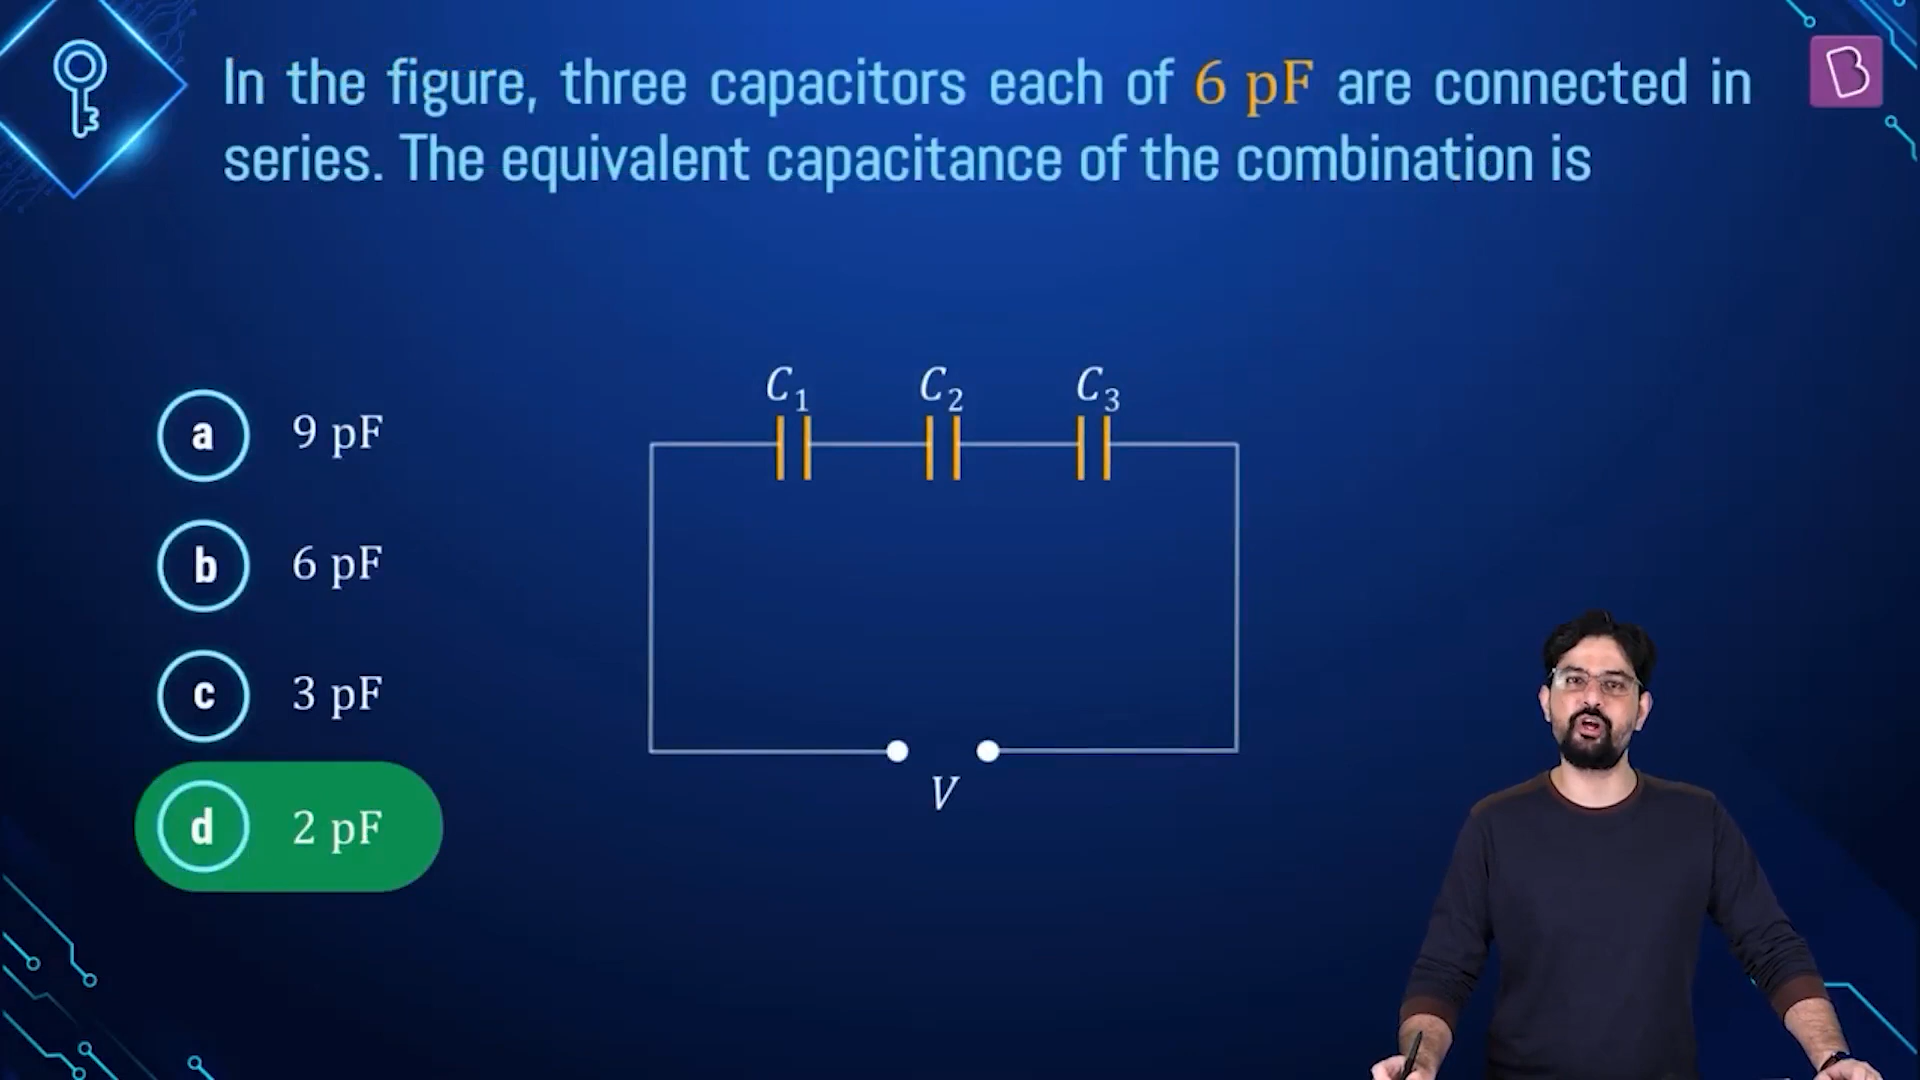 In the figure, three capacitors each of 6 pF are connected in
series. The equivalent capacitance of the combination is
C₁ C₂ C₃
a 9 pF
b 6 pF
c 3 pF
d 2 pF
V
B